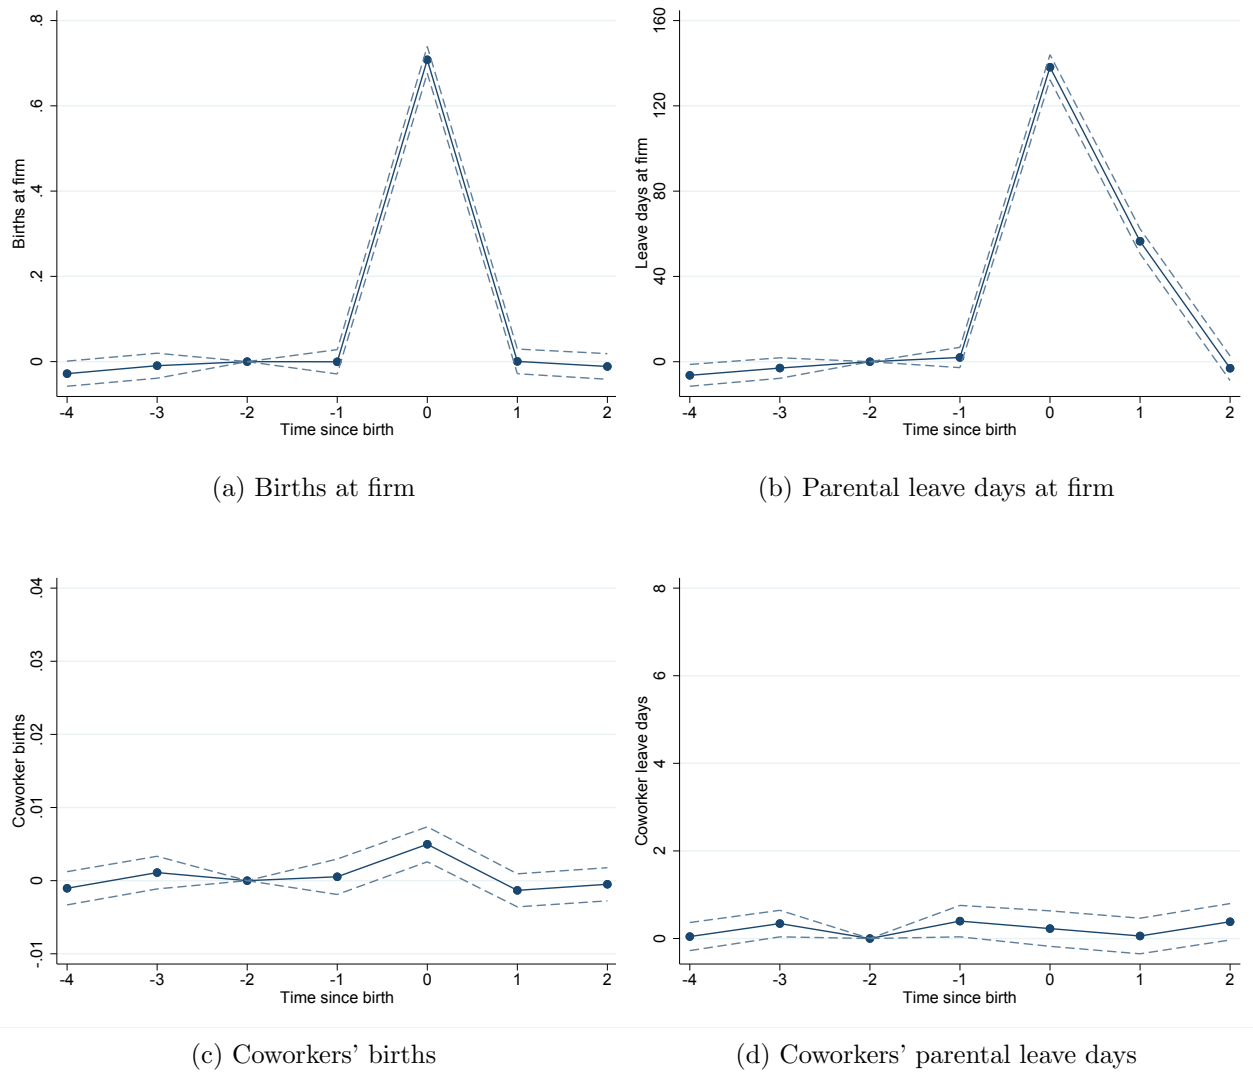 .8
.6
.4
.2
0
Births at firm
-4 -3 -2 -1 0 1 2
Time since birth
(a) Births at firm
160
120
80
40
0
Leave days at firm
-4 -3 -2 -1 0 1 2
Time since birth
(b) Parental leave days at firm
.04
.03
.02
.01
0
-.01
Coworker births
-4 -3 -2 -1 0 1 2
Time since birth
(c) Coworkers’ births
8
6
4
2
0
Coworker leave days
-4 -3 -2 -1 0 1 2
Time since birth
(d) Coworkers’ parental leave days